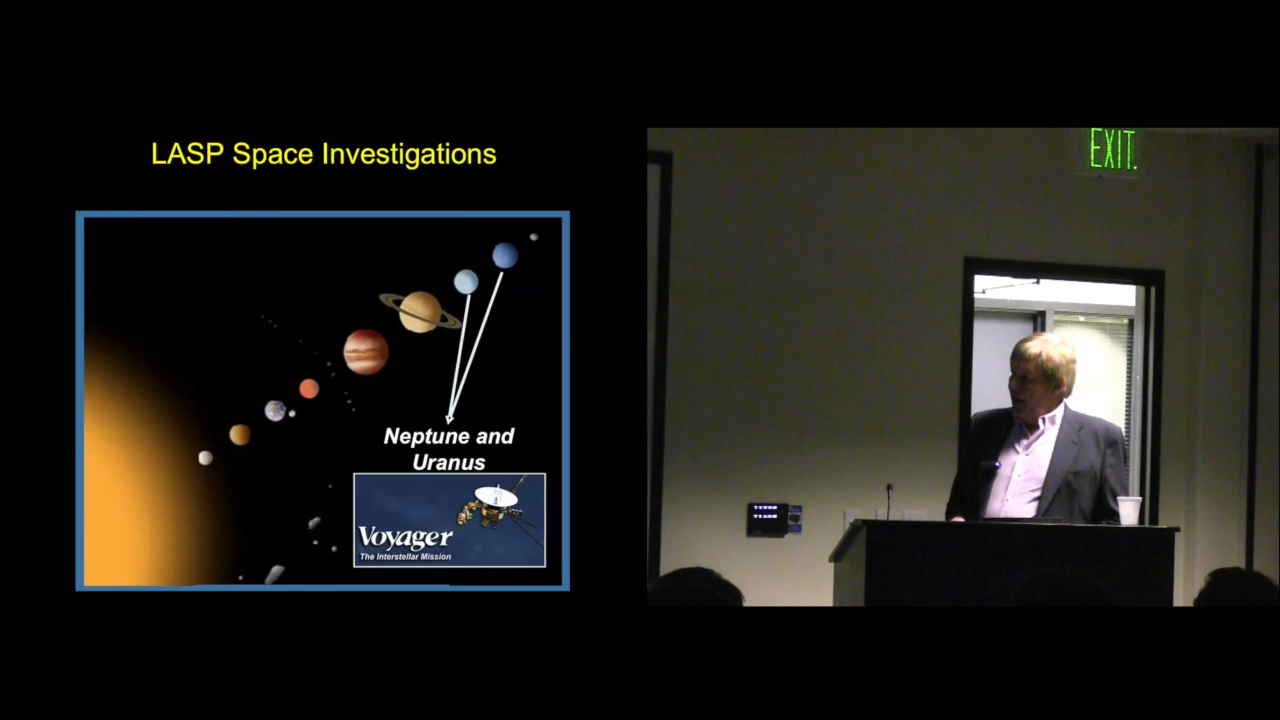 LASP Space Investigations
Neptune and
Uranus
Voyager
The Interstellar Mission
EXIT